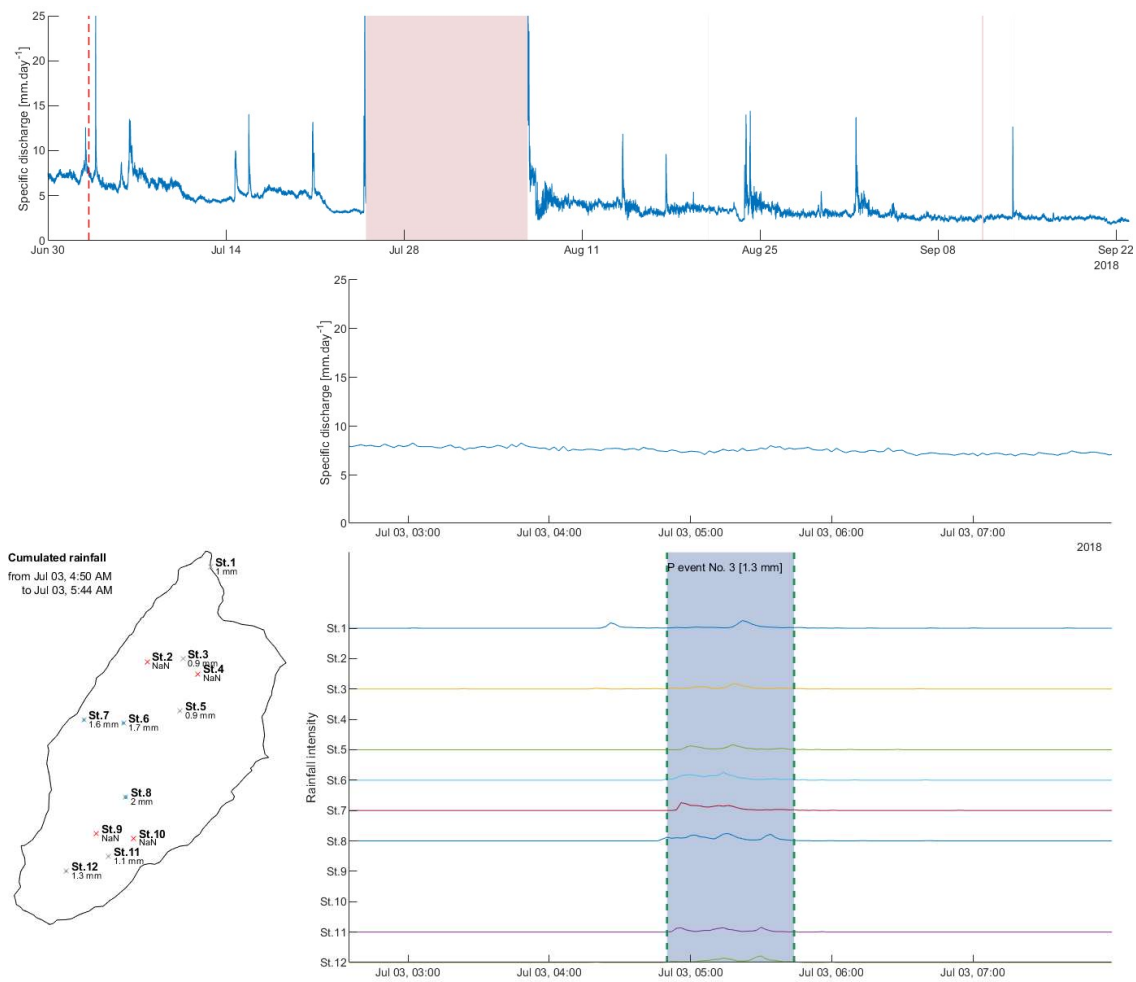 25
20
15
10
5
0
Specific discharge [mm.day⁻¹]
Jun 30
Jul 14
Jul 28
Aug 11
Aug 25
Sep 08
Sep 22
2018
25
20
15
10
5
0
Specific discharge [mm.day⁻¹]
Jul 03, 03:00
Jul 03, 04:00
Jul 03, 05:00
Jul 03, 06:00
Jul 03, 07:00
2018
Cumulated rainfall
from Jul 03, 4:50 AM
to Jul 03, 5:44 AM
St.1
1 mm
St.2
NaN
St.3
0.9 mm
St.4
NaN
St.5
0.9 mm
St.7
1.6 mm
St.6
1.7 mm
St.8
2 mm
St.9
NaN
St.10
NaN
St.11
1.1 mm
St.12
1.3 mm
P event No. 3 [1.3 mm]
Rainfall intensity
St.1
St.2
St.3
St.4
St.5
St.6
St.7
St.8
St.9
St.10
St.11
St.12
Jul 03, 03:00
Jul 03, 04:00
Jul 03, 05:00
Jul 03, 06:00
Jul 03, 07:00